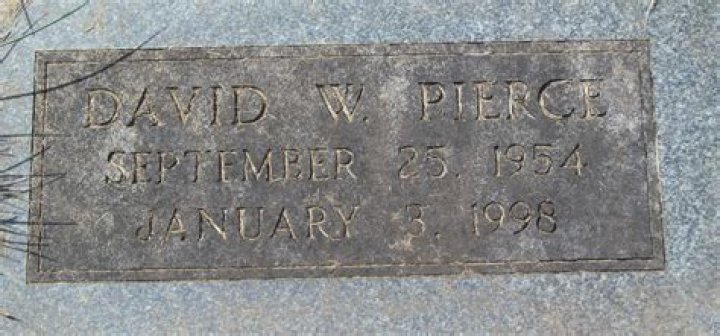 DAVID W. PIERCE
SEPTEMBER 25, 1954
JANUARY 3, 1998